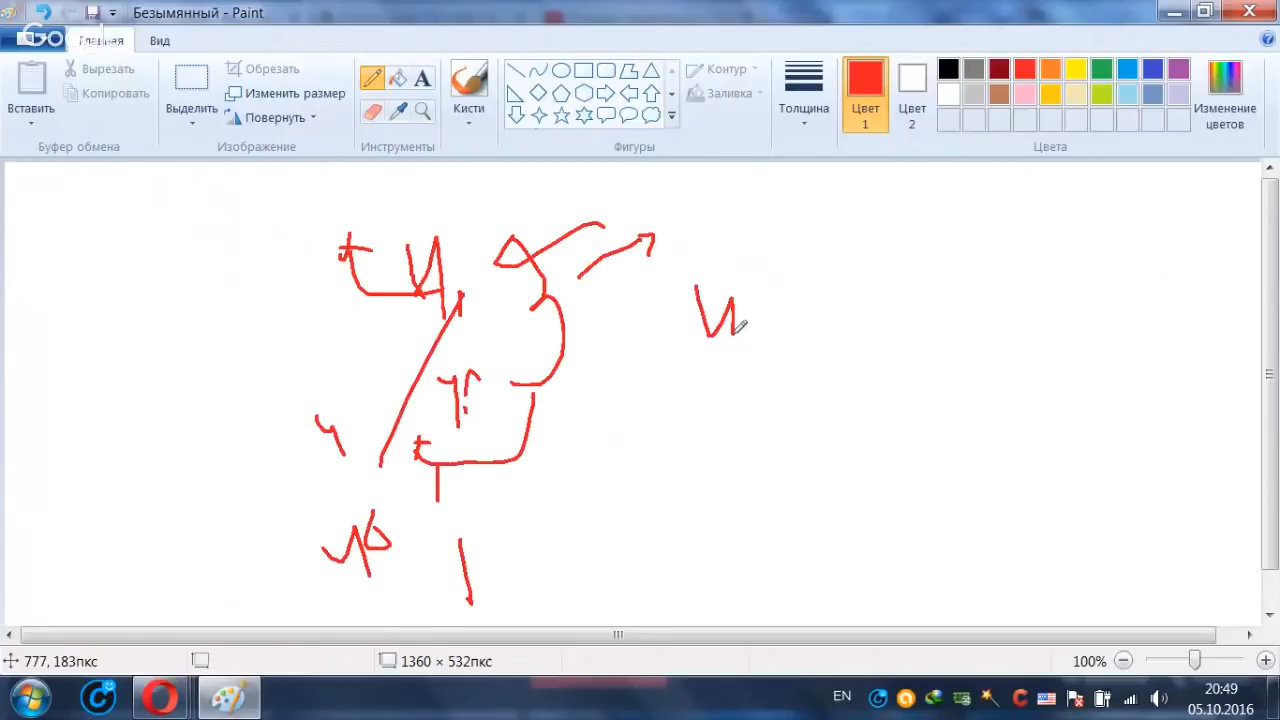 Безымянный - Paint
Goo
Главная Вид
Вставить
Вырезать
Копировать
Буфер обмена
Выделить
Обрезать
Изменить размер
Повернуть
Изображение
Инструменты
Кисти
Фигуры
Контур
Заливка
Толщина
Цвет
1
Цвет
2
Цвета
Изменение
цветов
777, 183пкс
1360 × 532пкс
100%
EN
20:49
05.10.2016